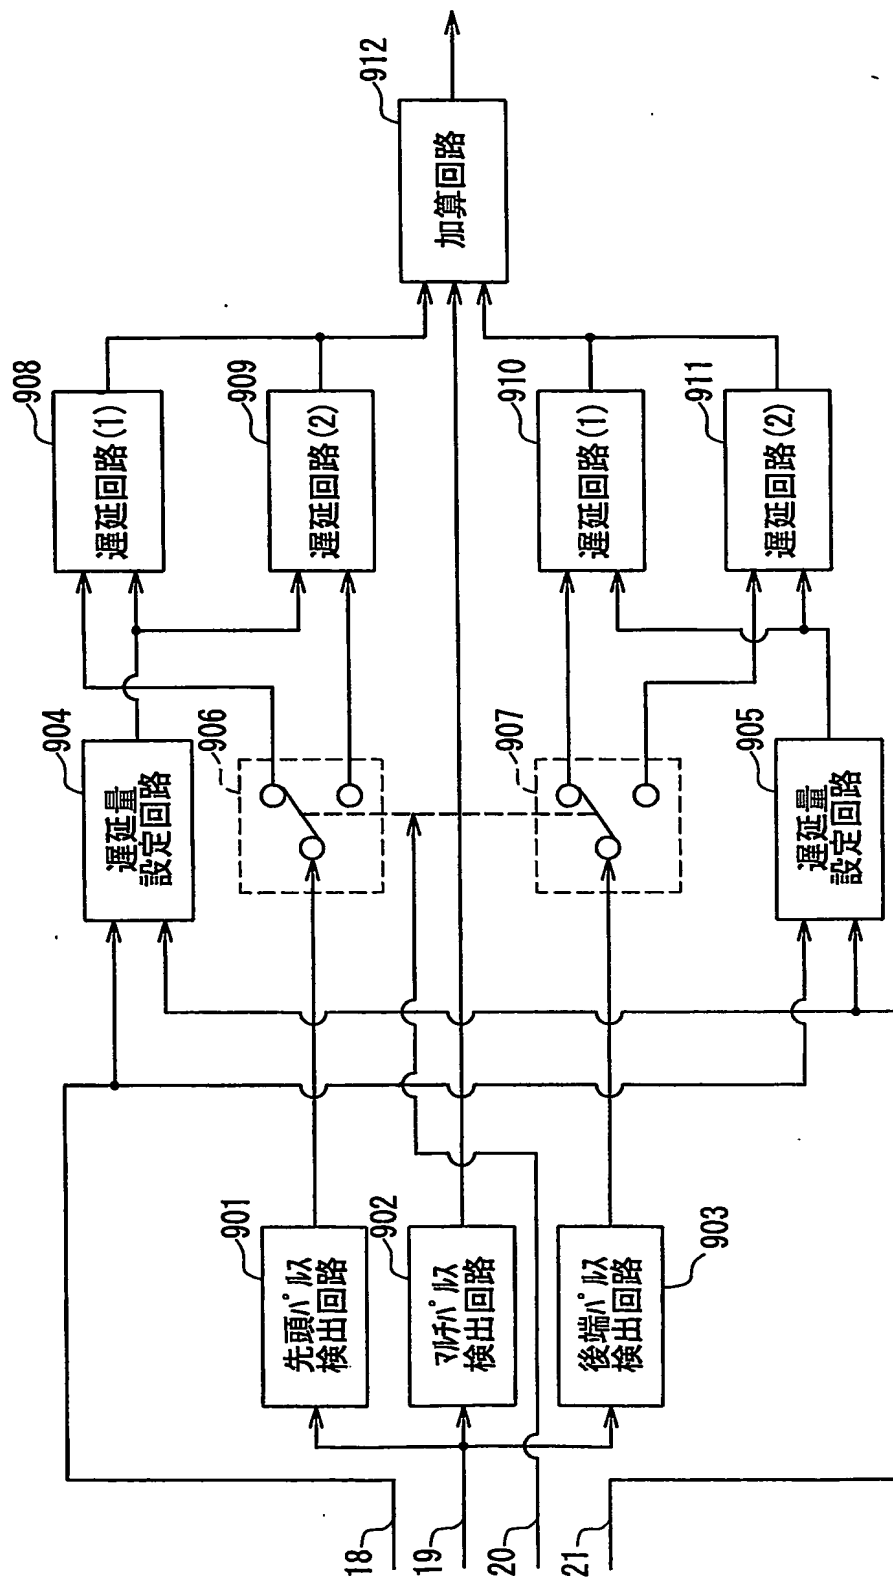 18
19
20
21
901
先頭パルス
検出回路
902
マルチパルス
検出回路
903
後端パルス
検出回路
904
遅延量
設定回路
905
遅延量
設定回路
906
907
908
遅延回路(1)
909
遅延回路(2)
910
遅延回路(1)
911
遅延回路(2)
912
加算回路